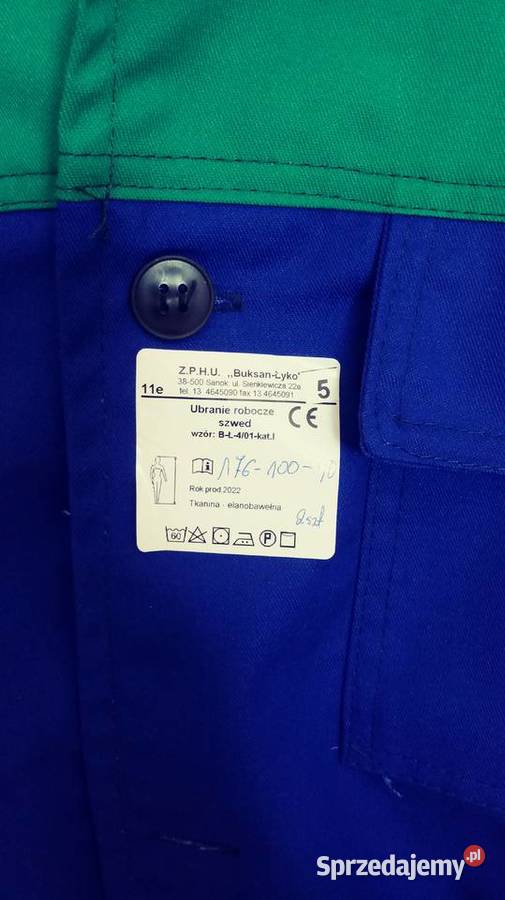 Z.P.H.U. ,,Buksan-Łyko"
38-500 Sanok. ul. Sienkiewicza 22a
11e tel. 13 4645090 fax 13 4645091 5
Ubranie robocze
szwed
wzór: B-Ł-4/01-kat.I
CE
176-100-
Rok prod.2022
Tkanina - elanobawełna
2szt
60
P
Sprzedajemy.pl